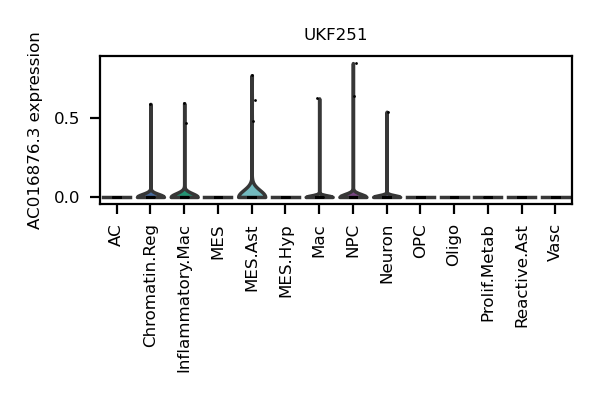 UKF251
AC016876.3 expression
0.5
0.0
AC
Chromatin.Reg
Inflammatory.Mac
MES
MES.Ast
MES.Hyp
Mac
NPC
Neuron
OPC
Oligo
Prolif.Metab
Reactive.Ast
Vasc